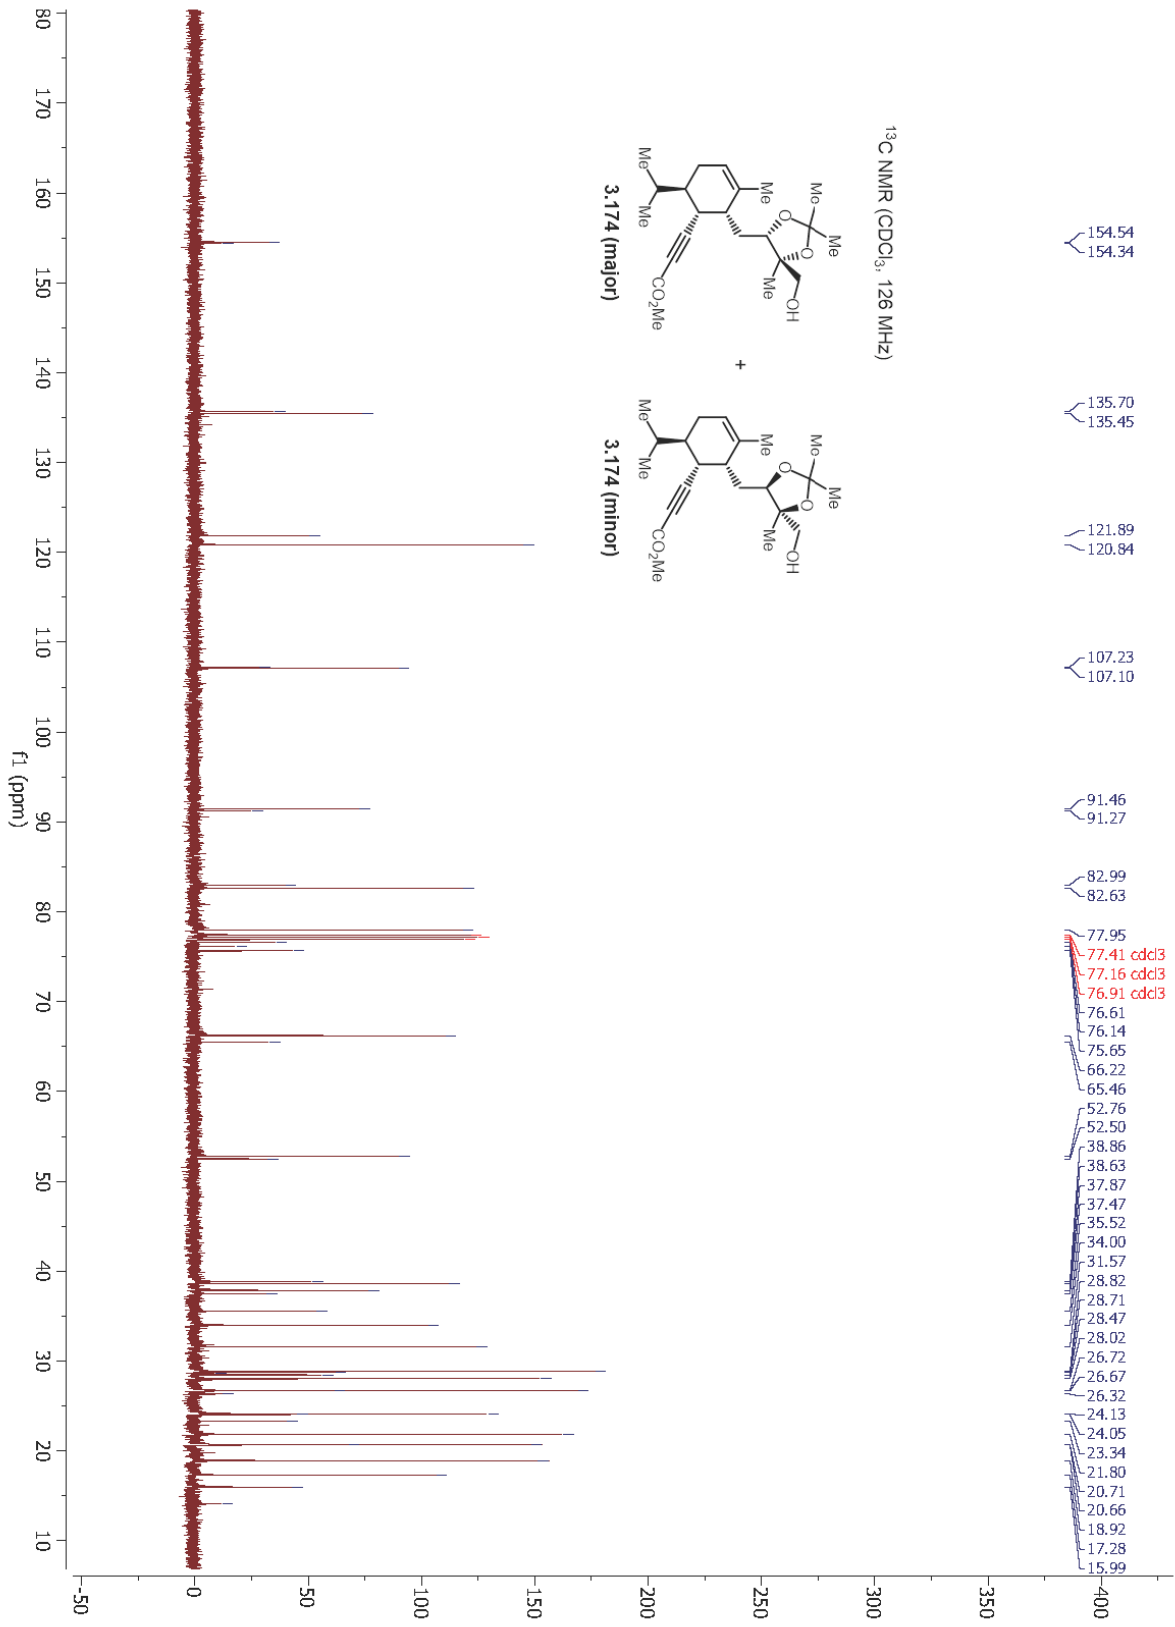 ¹³C NMR (CDCl₃, 126 MHz)
Me
Me
O
O
Me
Me
OH
Me
Me
CO₂Me
3.174 (major)
+
Me
Me
O
O
Me
Me
OH
Me
Me
CO₂Me
3.174 (minor)
154.54
154.34
135.70
135.45
121.89
120.84
107.23
107.10
91.46
91.27
82.99
82.63
77.95
77.41 cdcl3
77.16 cdcl3
76.91 cdcl3
76.61
76.14
75.65
66.22
65.46
52.76
52.50
38.86
38.63
37.87
37.47
35.52
34.00
31.57
28.82
28.71
28.47
28.02
26.72
26.67
26.32
24.13
24.05
23.34
21.80
20.71
20.66
18.92
17.28
15.99
400
350
300
250
200
150
100
50
0
-50
80 170 160 150 140 130 120 110 100 90 80 70 60 50 40 30 20 10
f1 (ppm)